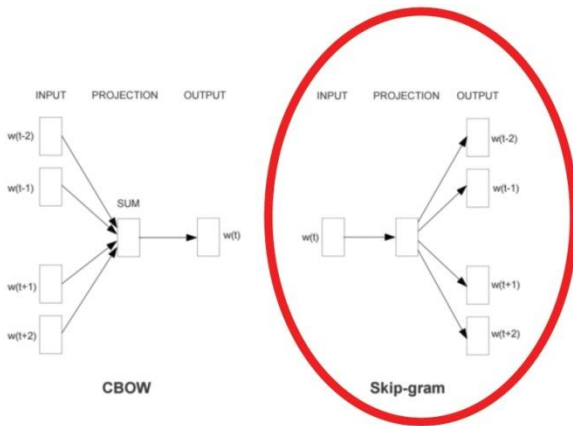 INPUT PROJECTION OUTPUT
w(t-2)
w(t-1)
SUM
w(t)
w(t+1)
w(t+2)
CBOW
INPUT PROJECTION OUTPUT
w(t-2)
w(t-1)
w(t)
w(t+1)
w(t+2)
Skip-gram